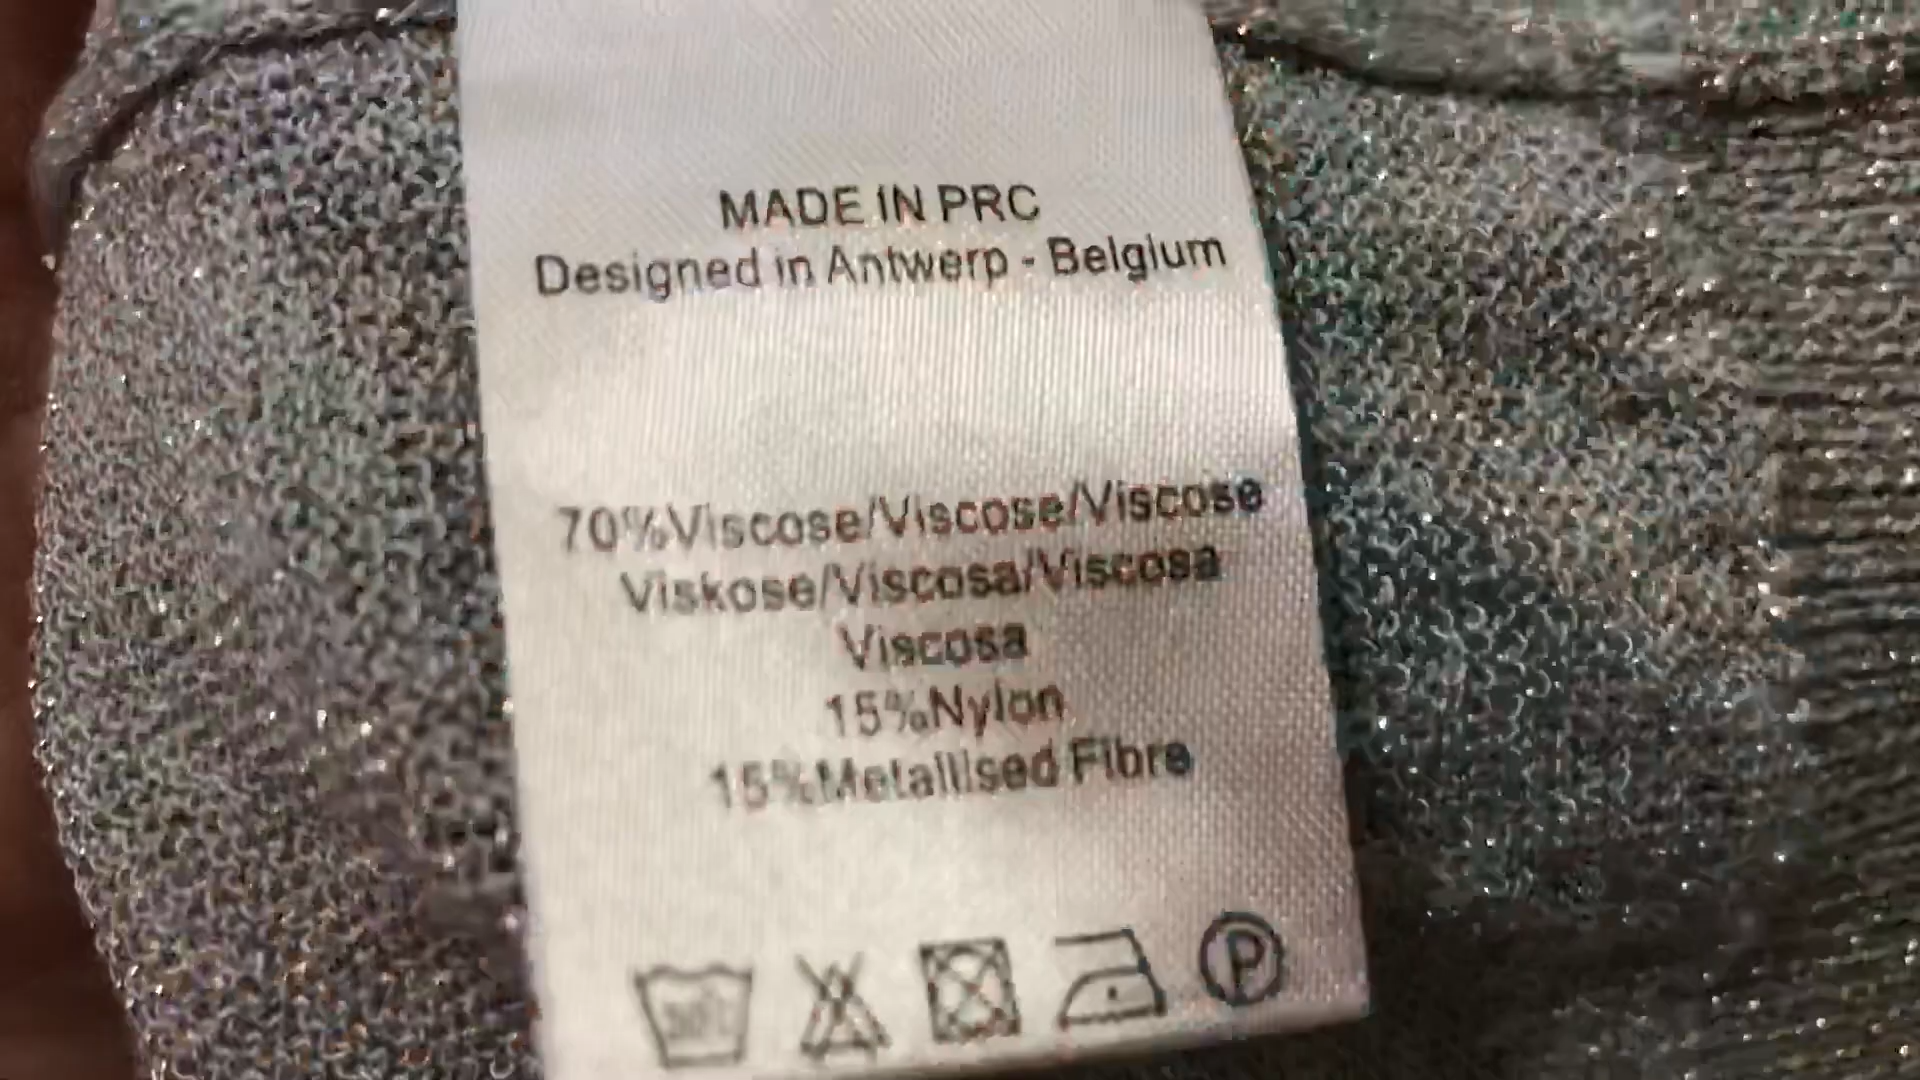 MADE IN PRC
Designed in Antwerp - Belgium
70%Viscose/Viscose/Viscose
Viskose/Viscosa/Viscosa
Viscosa
15%Nylon
15%Metallised Fibre
P